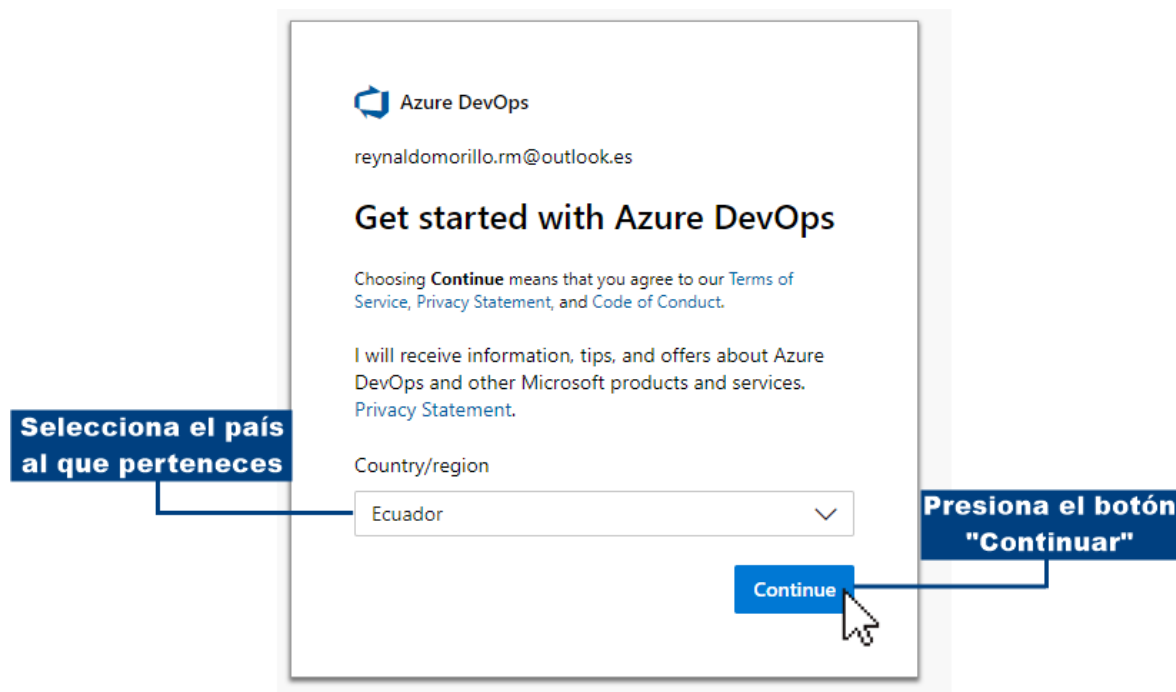 Azure DevOps
reynaldomorillo.rm@outlook.es
Get started with Azure DevOps
Choosing Continue means that you agree to our Terms of
Service, Privacy Statement, and Code of Conduct.
I will receive information, tips, and offers about Azure
DevOps and other Microsoft products and services.
Privacy Statement.
Selecciona el país
al que perteneces
Country/region
Ecuador
Presiona el botón
"Continuar"
Continue